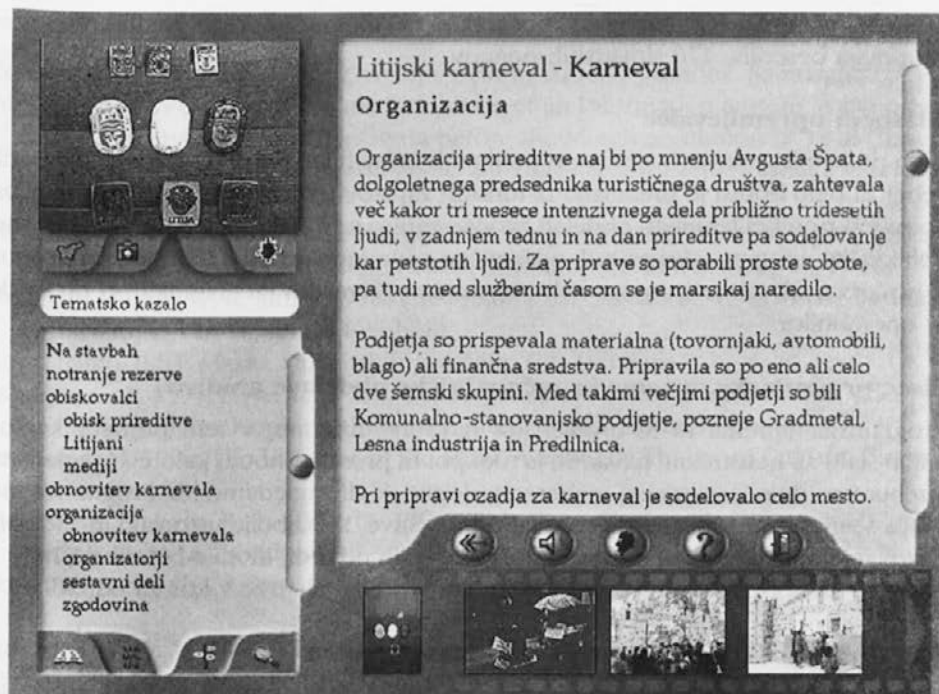 LITIJA
Tematsko kazalo
Na stavbah
notranje rezerve
obiskovalci
obisk prireditve
Litijani
mediji
obnovitev karnevala
organizacija
obnovitev karnevala
organizatorji
sestavni deli
zgodovina
Litijski karneval - Karneval
Organizacija
Organizacija prireditve naj bi po mnenju Avgusta Špata,
dolgoletnega predsednika turističnega društva, zahtevala
več kakor tri mesece intenzivnega dela približno tridesetih
ljudi, v zadnjem tednu in na dan prireditve pa sodelovanje
kar petstotih ljudi. Za priprave so porabili proste sobote,
pa tudi med službenim časom se je marsikaj naredilo.
Podjetja so prispevala materialna (tovornjaki, avtomobili,
blago) ali finančna sredstva. Pripravila so po eno ali celo
dve šemski skupini. Med takimi večjimi podjetji so bili
Komunalno-stanovanjsko podjetje, pozneje Gradmetal,
Lesna industrija in Predilnica.
Pri pripravi ozadja za karneval je sodelovalo celo mesto.
?